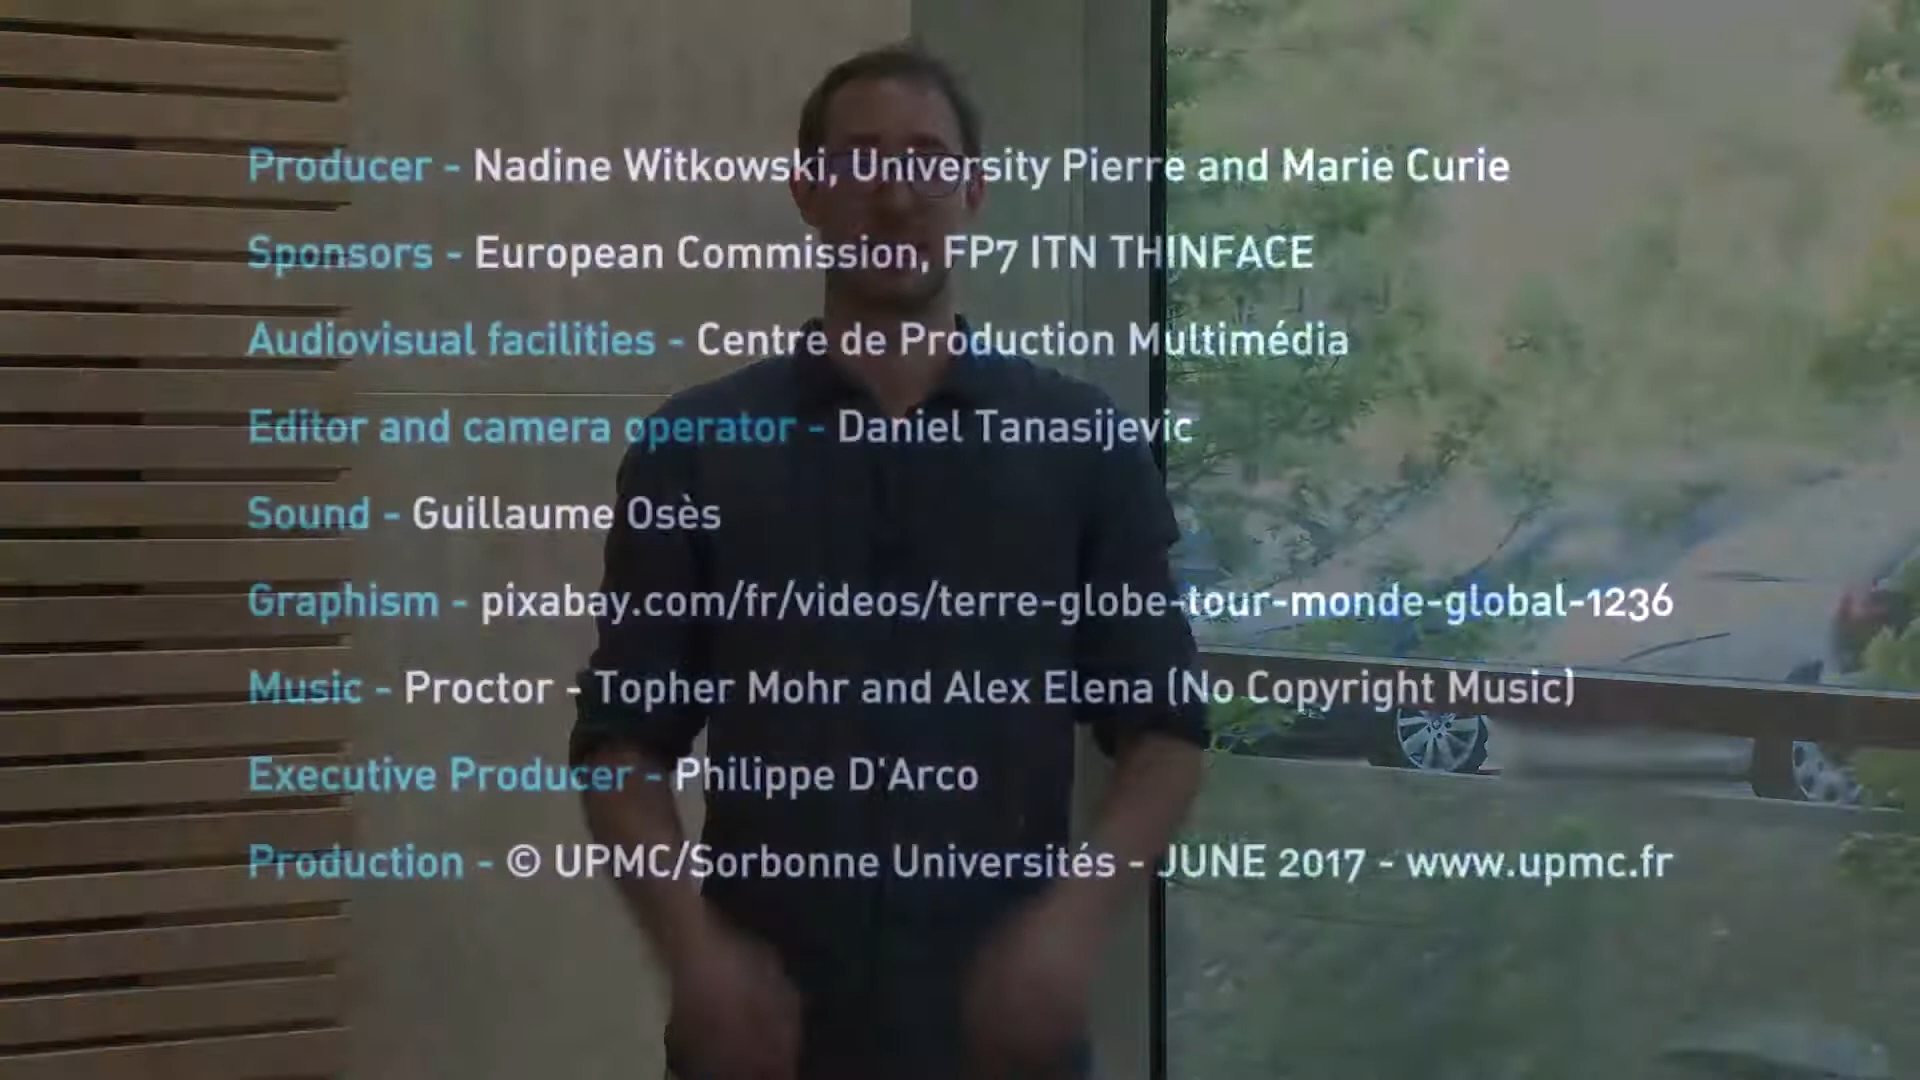 Producer - Nadine Witkowski, University Pierre and Marie Curie
Sponsors - European Commission, FP7 ITN THINFACE
Audiovisual facilities - Centre de Production Multimédia
Editor and camera operator - Daniel Tanasijevic
Sound - Guillaume Osès
Graphism - pixabay.com/fr/videos/terre-globe-tour-monde-global-1236
Music - Proctor - Topher Mohr and Alex Elena (No Copyright Music)
Executive Producer - Philippe D'Arco
Production - © UPMC/Sorbonne Universités - JUNE 2017 - www.upmc.fr